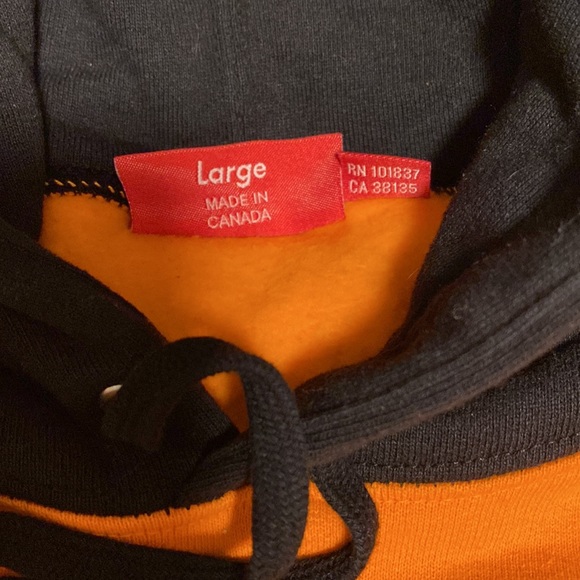 Large
MADE IN
CANADA
RN 101837
CA 38135